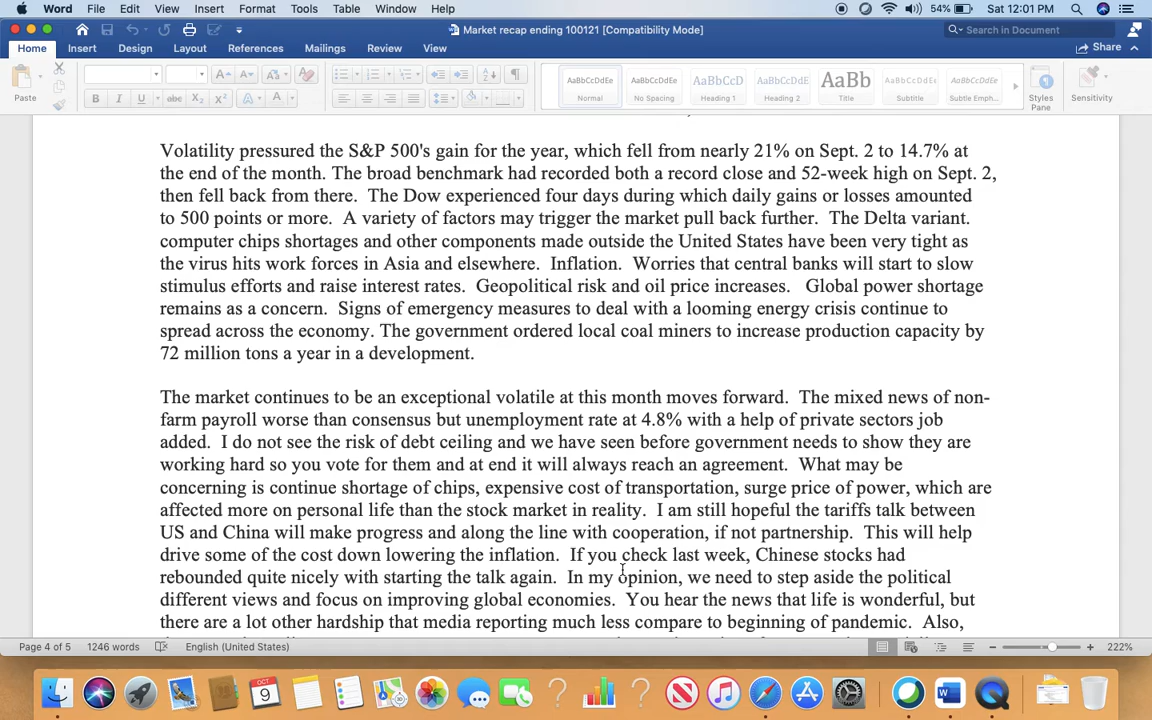 Word File Edit View Insert Format Tools Table Window Help 54% Sat 12:01 PM
Market recap ending 100121 [Compatibility Mode] Search in Document
Home Insert Design Layout References Mailings Review View Share
Paste
AaBbCcDdEe AaBbCcDdEe AaBbCcD AaBbCcDdEe AaBb AaBbCcDdEe AaBbCcDdEe
Normal No Spacing Heading 1 Heading 2 Title Subtitle Subtle Emph... Styles Pane Sensitivity
Volatility pressured the S&P 500's gain for the year, which fell from nearly 21% on Sept. 2 to 14.7% at
the end of the month. The broad benchmark had recorded both a record close and 52-week high on Sept. 2,
then fell back from there. The Dow experienced four days during which daily gains or losses amounted
to 500 points or more. A variety of factors may trigger the market pull back further. The Delta variant.
computer chips shortages and other components made outside the United States have been very tight as
the virus hits work forces in Asia and elsewhere. Inflation. Worries that central banks will start to slow
stimulus efforts and raise interest rates. Geopolitical risk and oil price increases. Global power shortage
remains as a concern. Signs of emergency measures to deal with a looming energy crisis continue to
spread across the economy. The government ordered local coal miners to increase production capacity by
72 million tons a year in a development.
The market continues to be an exceptional volatile at this month moves forward. The mixed news of non-
farm payroll worse than consensus but unemployment rate at 4.8% with a help of private sectors job
added. I do not see the risk of debt ceiling and we have seen before government needs to show they are
working hard so you vote for them and at end it will always reach an agreement. What may be
concerning is continue shortage of chips, expensive cost of transportation, surge price of power, which are
affected more on personal life than the stock market in reality. I am still hopeful the tariffs talk between
US and China will make progress and along the line with cooperation, if not partnership. This will help
drive some of the cost down lowering the inflation. If you check last week, Chinese stocks had
rebounded quite nicely with starting the talk again. In my opinion, we need to step aside the political
different views and focus on improving global economies. You hear the news that life is wonderful, but
there are a lot other hardship that media reporting much less compare to beginning of pandemic. Also,
Page 4 of 5 1246 words English (United States) 222%
OCT
9